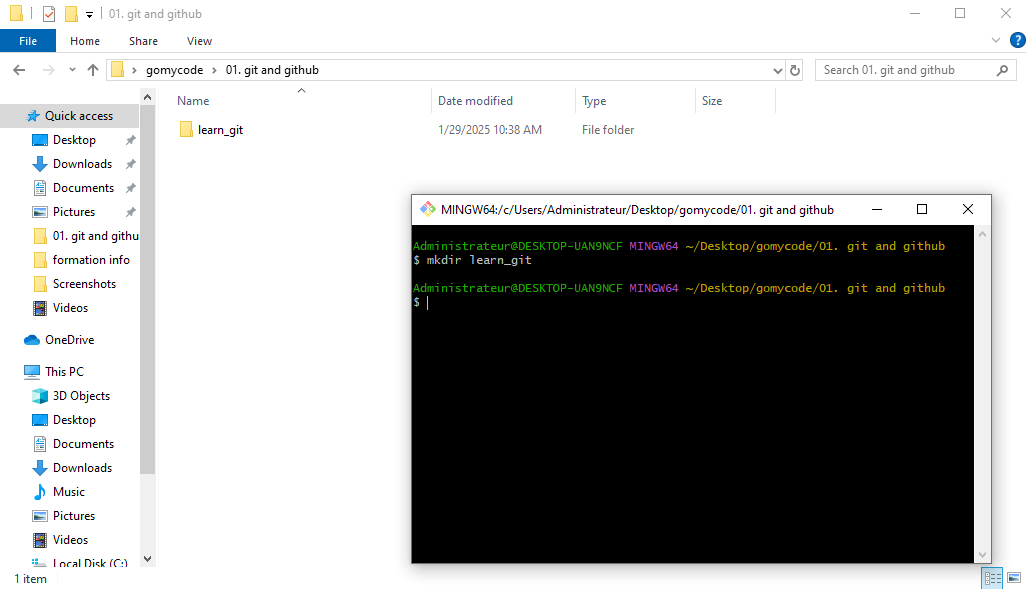 01. git and github
File Home Share View
gomycode › 01. git and github
Search 01. git and github
Name Date modified Type Size
learn_git 1/29/2025 10:38 AM File folder
Quick access
Desktop
Downloads
Documents
Pictures
01. git and githu
formation info
Screenshots
Videos
OneDrive
This PC
3D Objects
Desktop
Documents
Downloads
Music
Pictures
Videos
Local Disk (C:)
1 item
MINGW64:/c/Users/Administrateur/Desktop/gomycode/01. git and github
Administrateur@DESKTOP-UAN9NCF MINGW64 ~/Desktop/gomycode/01. git and github
$ mkdir learn_git
Administrateur@DESKTOP-UAN9NCF MINGW64 ~/Desktop/gomycode/01. git and github
$